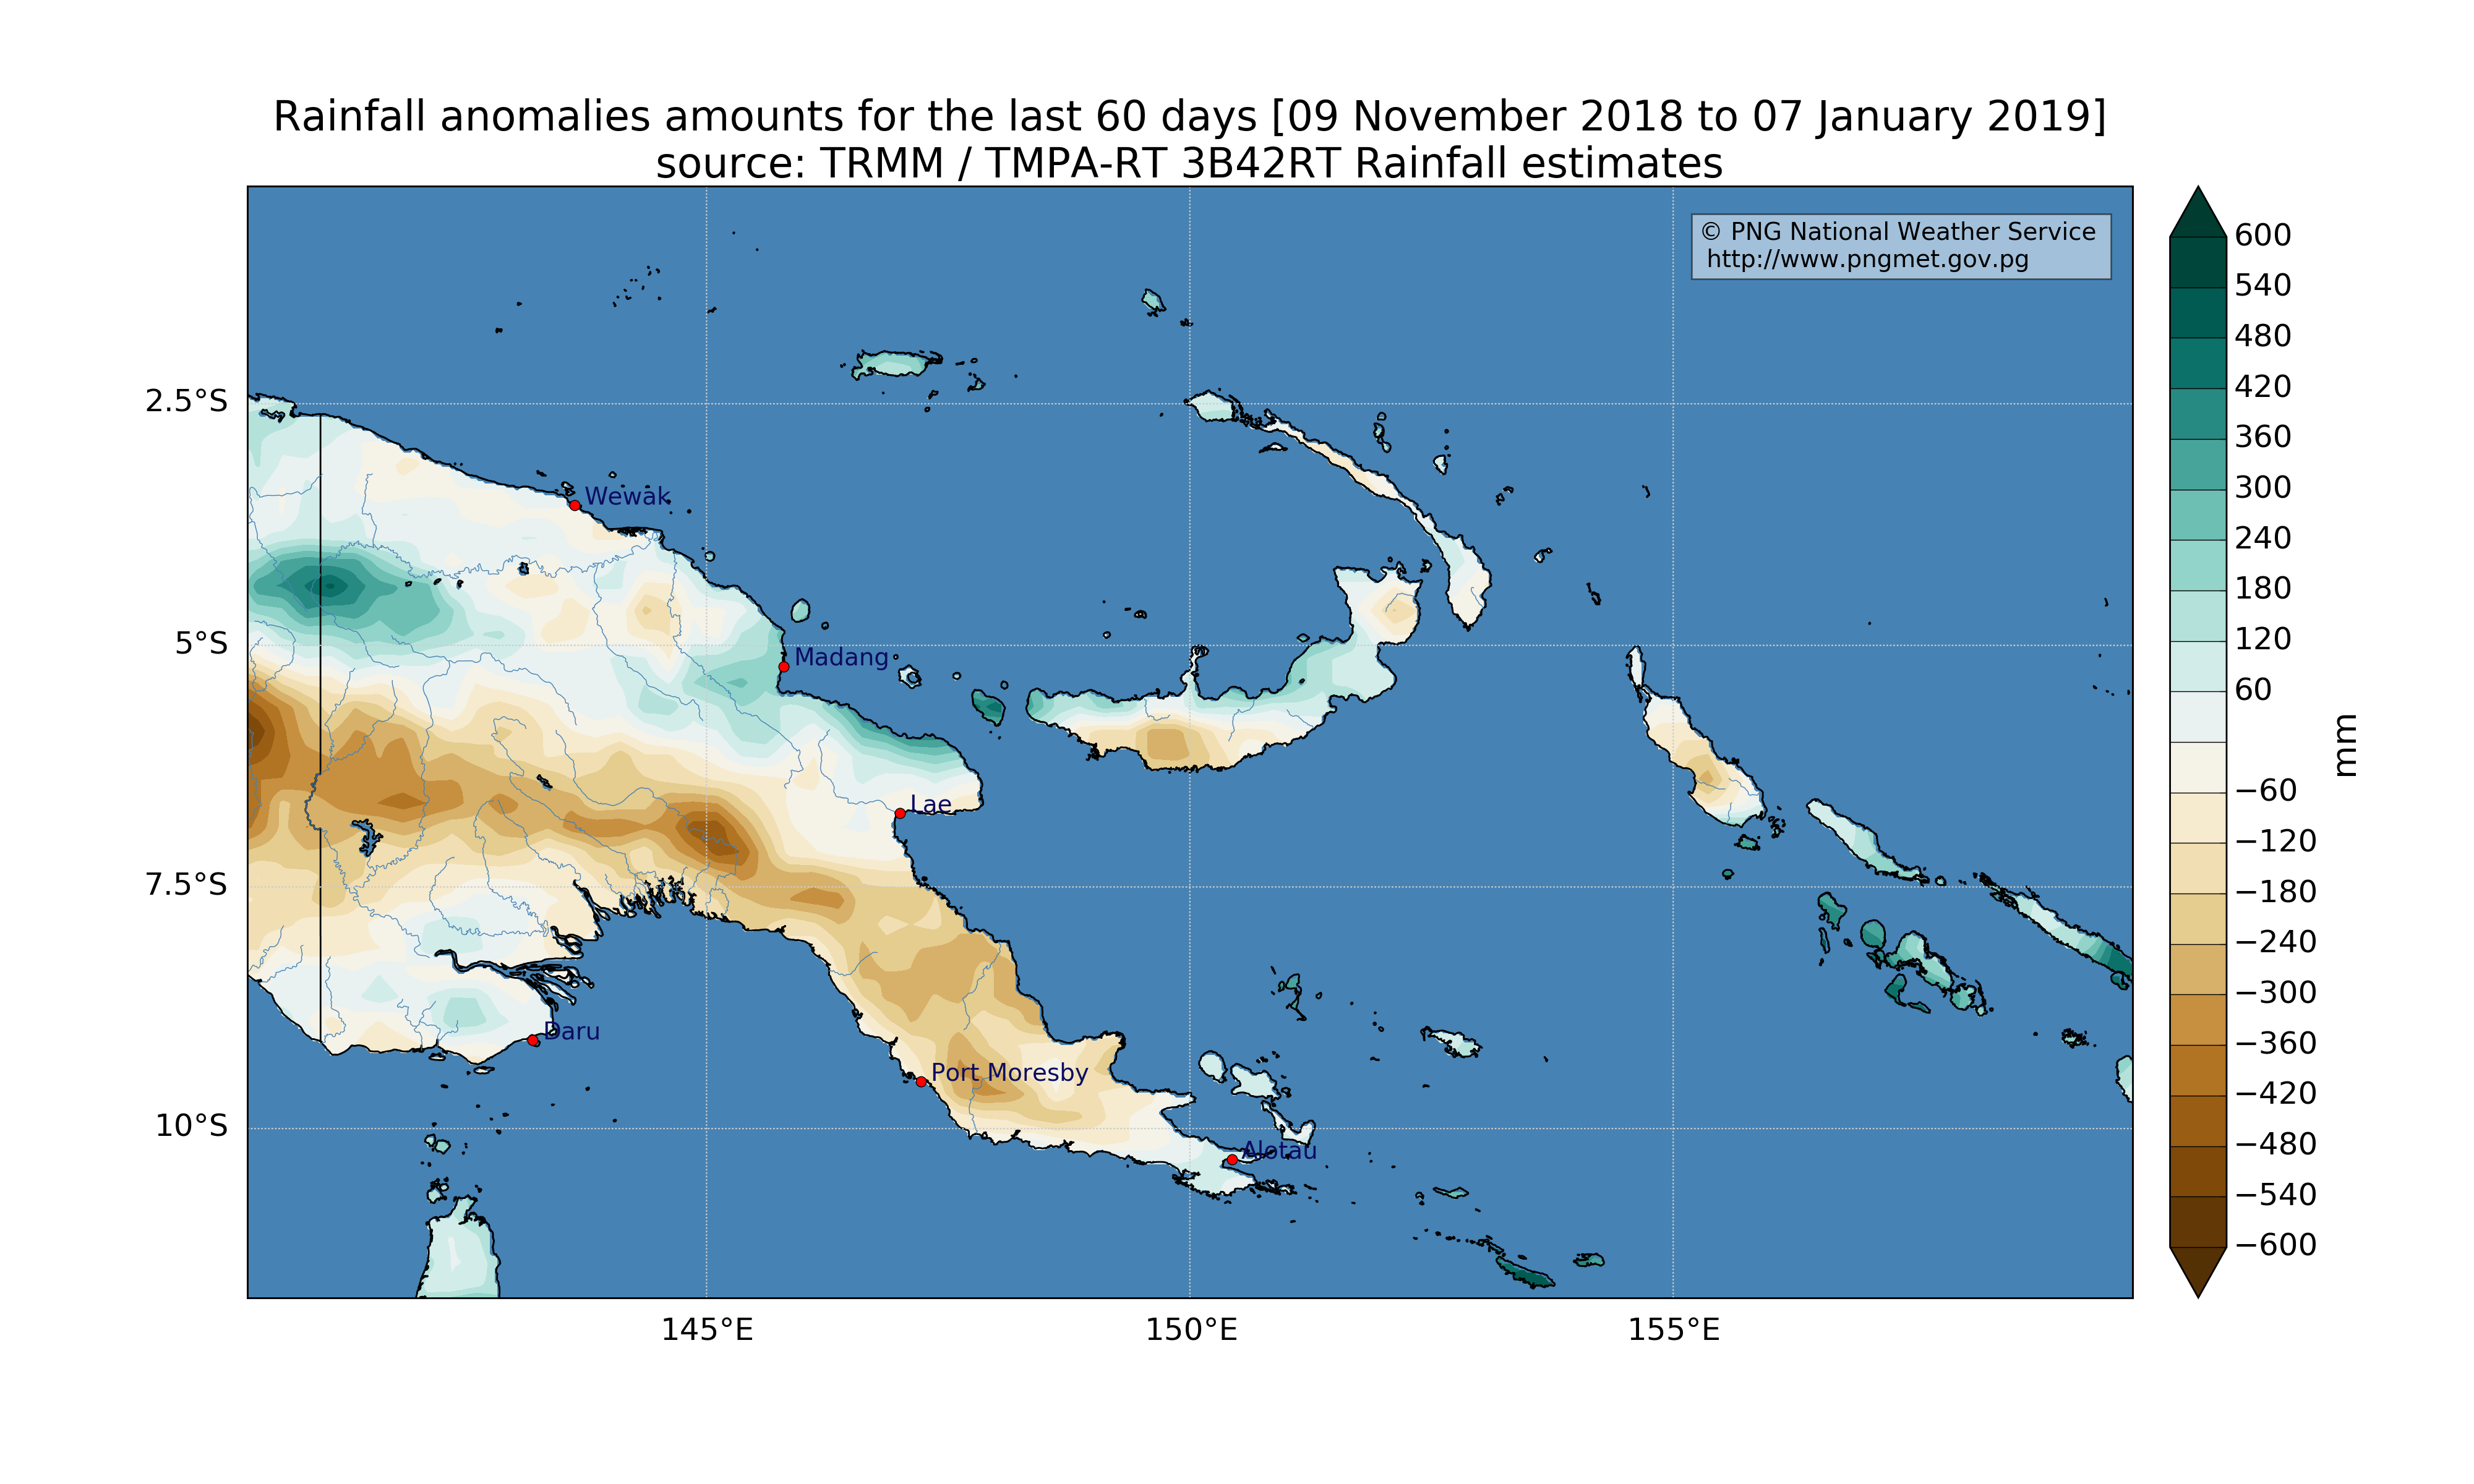 Rainfall anomalies amounts for the last 60 days [09 November 2018 to 07 January 2019]
source: TRMM / TMPA-RT 3B42RT Rainfall estimates
© PNG National Weather Service
http://www.pngmet.gov.pg
2.5°S
5°S
7.5°S
10°S
Wewak
Madang
Lae
Daru
Port Moresby
Alotau
145°E
150°E
155°E
600
540
480
420
360
300
240
180
120
60
−60
−120
−180
−240
−300
−360
−420
−480
−540
−600
mm